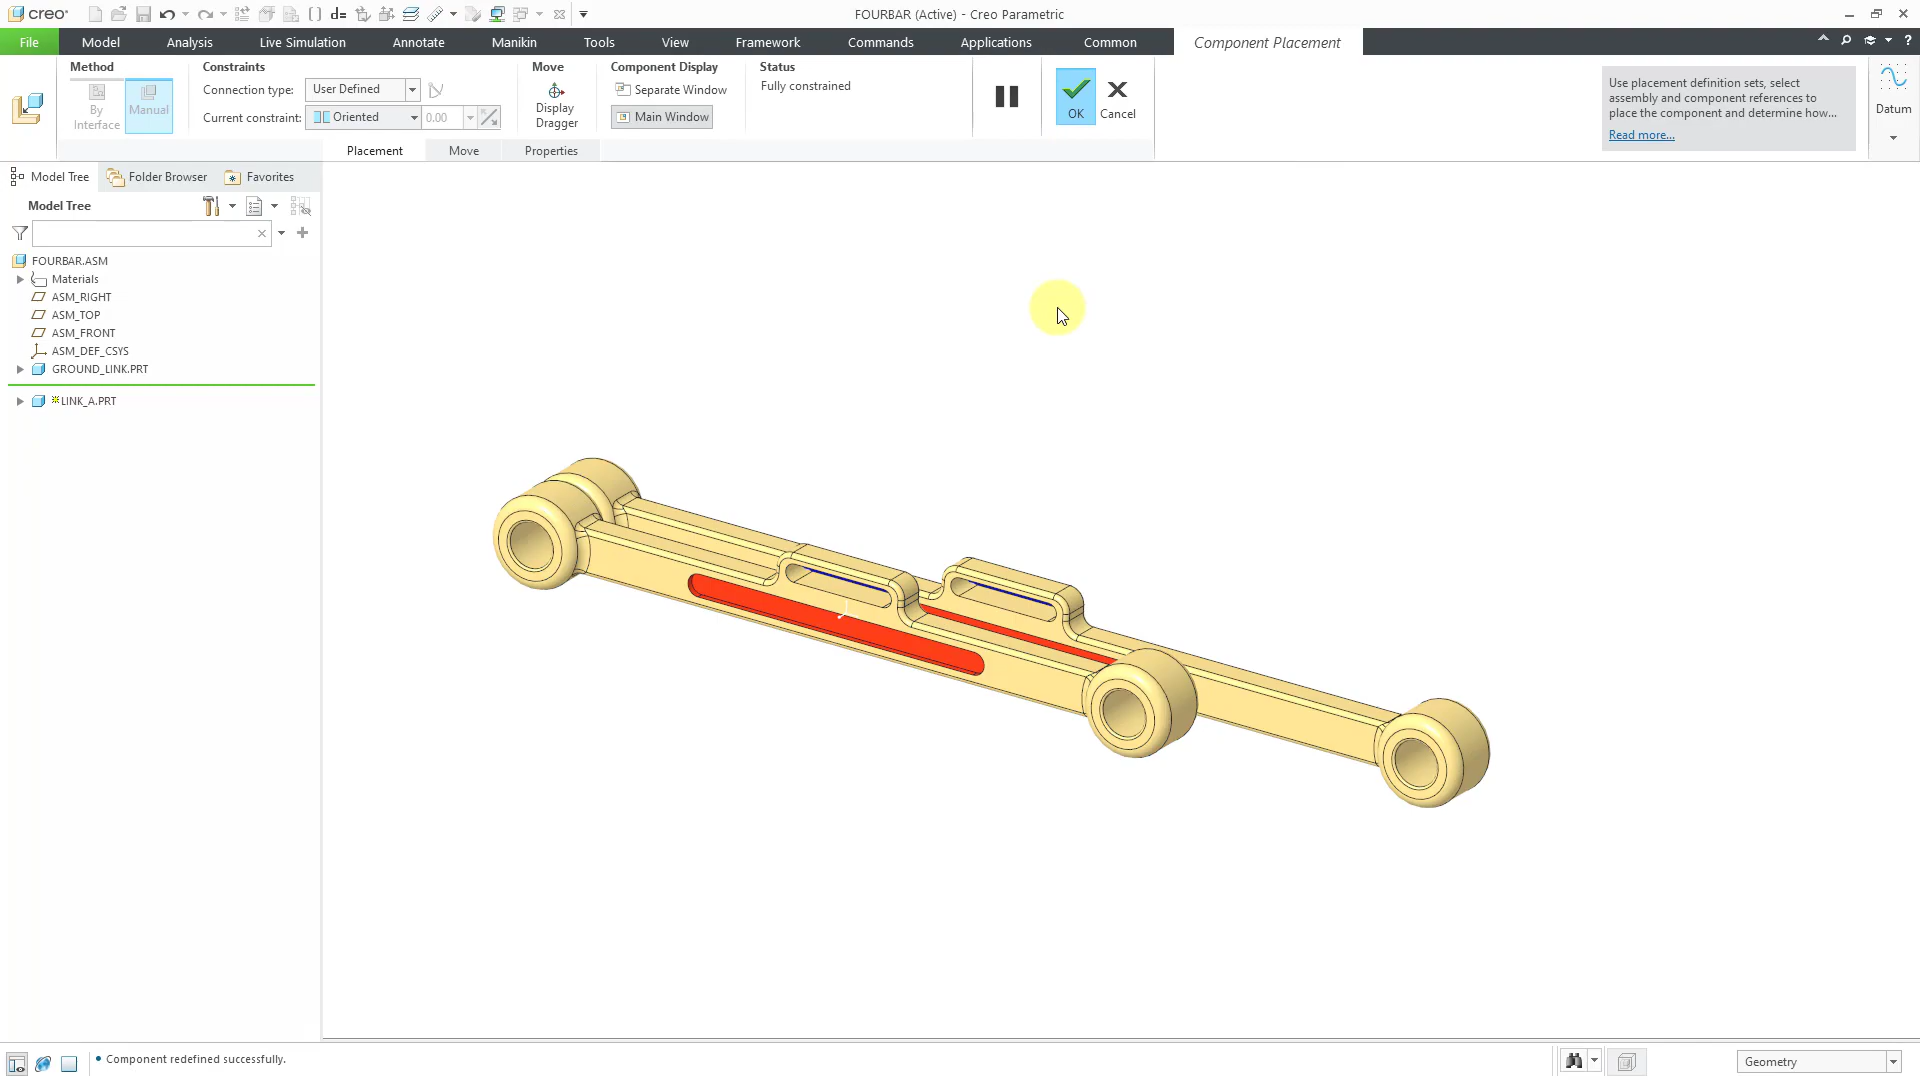 creo
d=
FOURBAR (Active) - Creo Parametric
File
Model
Analysis
Live Simulation
Annotate
Manikin
Tools
View
Framework
Commands
Applications
Common
Component Placement
Method
By Interface
Manual
Constraints
Connection type: User Defined
Current constraint: Oriented 0.00
Move
Display Dragger
Component Display
Separate Window
Main Window
Status
Fully constrained
OK
Cancel
Use placement definition sets, select
assembly and component references to
place the component and determine how...
Read more...
Datum
Placement
Move
Properties
Model Tree
Folder Browser
Favorites
Model Tree
FOURBAR.ASM
Materials
ASM_RIGHT
ASM_TOP
ASM_FRONT
ASM_DEF_CSYS
GROUND_LINK.PRT
LINK_A.PRT
Component redefined successfully.
Geometry